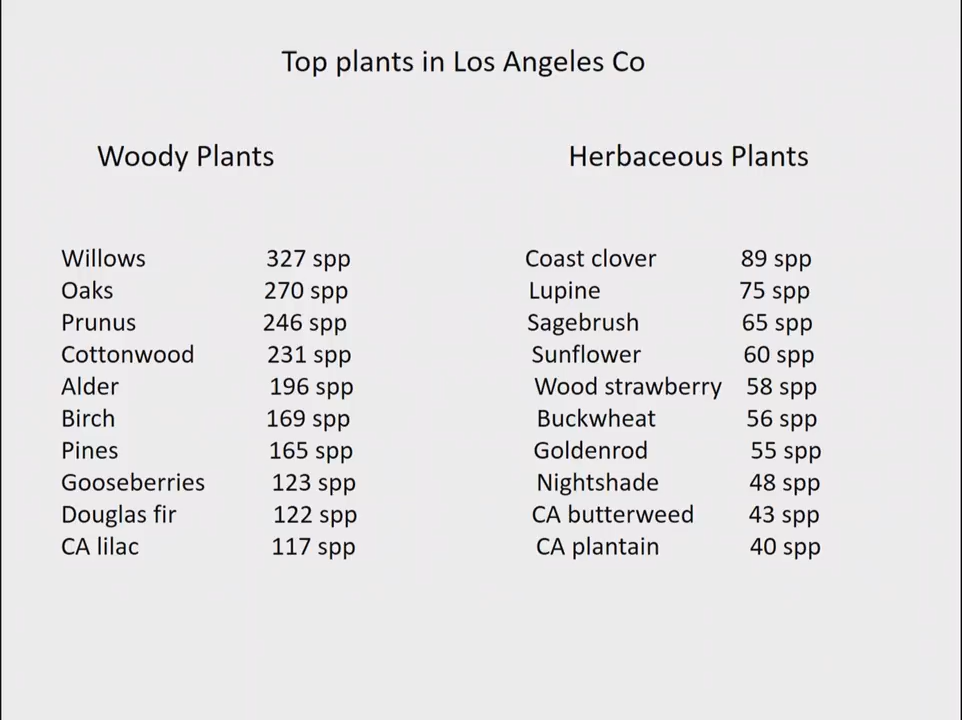 Top plants in Los Angeles Co
Woody Plants
Willows 327 spp
Oaks 270 spp
Prunus 246 spp
Cottonwood 231 spp
Alder 196 spp
Birch 169 spp
Pines 165 spp
Gooseberries 123 spp
Douglas fir 122 spp
CA lilac 117 spp
Herbaceous Plants
Coast clover 89 spp
Lupine 75 spp
Sagebrush 65 spp
Sunflower 60 spp
Wood strawberry 58 spp
Buckwheat 56 spp
Goldenrod 55 spp
Nightshade 48 spp
CA butterweed 43 spp
CA plantain 40 spp